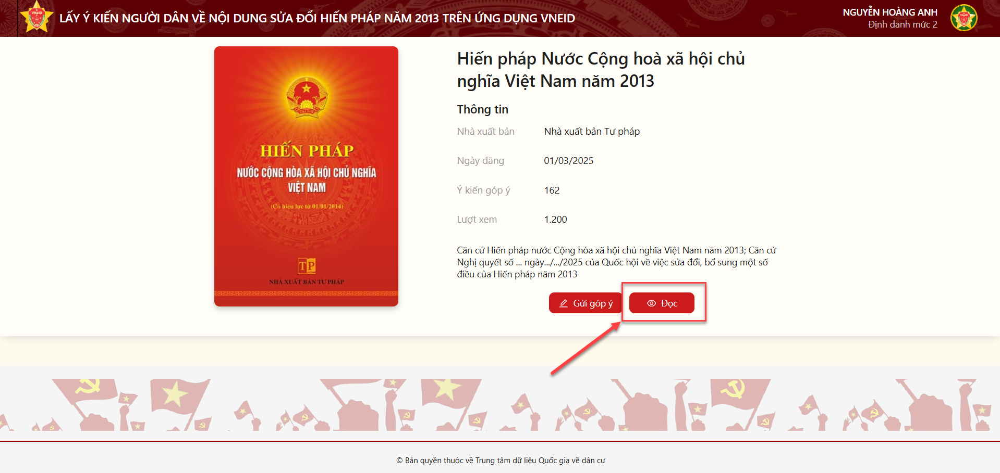 VNeID
LẤY Ý KIẾN NGƯỜI DÂN VỀ NỘI DUNG SỬA ĐỔI HIẾN PHÁP NĂM 2013 TRÊN ỨNG DỤNG VNEID
NGUYỄN HOÀNG ANH
Định danh mức 2
HIẾN PHÁP
NƯỚC CỘNG HÒA XÃ HỘI CHỦ NGHĨA
VIỆT NAM
(Có hiệu lực từ 01/01/2014)
TP
NHÀ XUẤT BẢN TƯ PHÁP
Hiến pháp Nước Cộng hoà xã hội chủ
nghĩa Việt Nam năm 2013
Thông tin
Nhà xuất bản Nhà xuất bản Tư pháp
Ngày đăng 01/03/2025
Ý kiến góp ý 162
Lượt xem 1.200
Căn cứ Hiến pháp nước Cộng hòa xã hội chủ nghĩa Việt Nam năm 2013; Căn cứ
Nghị quyết số ... ngày.../.../2025 của Quốc hội về việc sửa đổi, bổ sung một số
điều của Hiến pháp năm 2013
Gửi góp ý Đọc
© Bản quyền thuộc về Trung tâm dữ liệu Quốc gia về dân cư